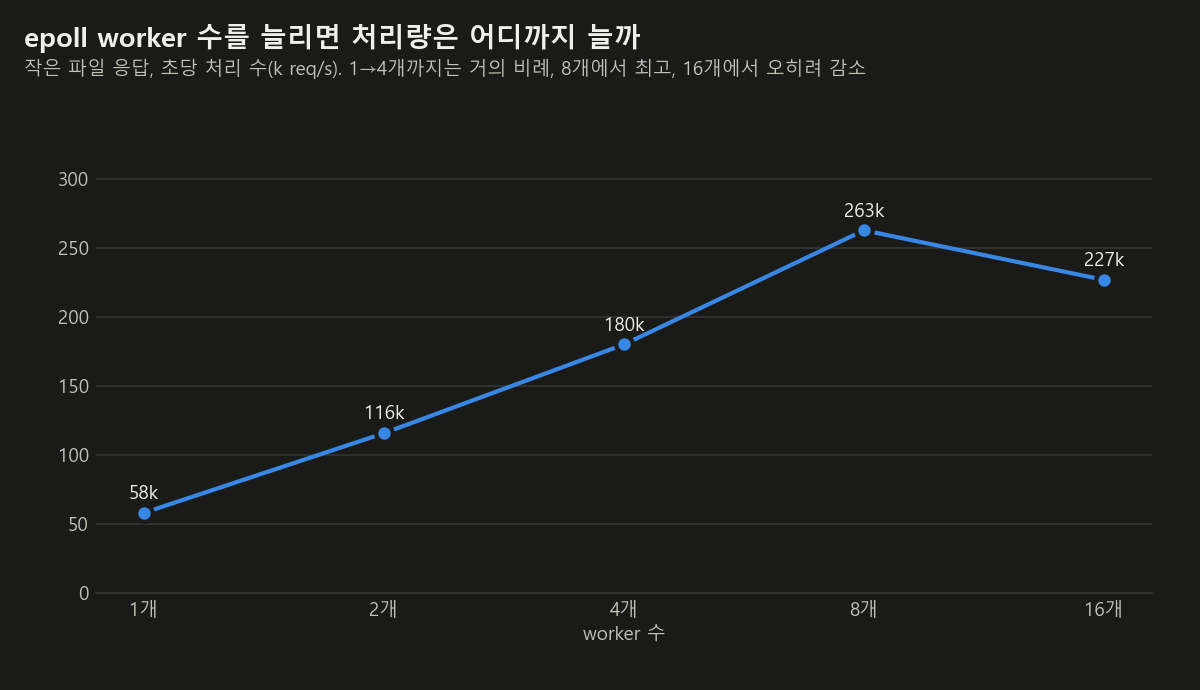 epoll worker 수를 늘리면 처리량은 어디까지 늘까
작은 파일 응답, 초당 처리 수(k req/s). 1→4개까지는 거의 비례, 8개에서 최고, 16개에서 오히려 감소
300
250
200
150
100
50
0
58k
116k
180k
263k
227k
1개
2개
4개
8개
16개
worker 수